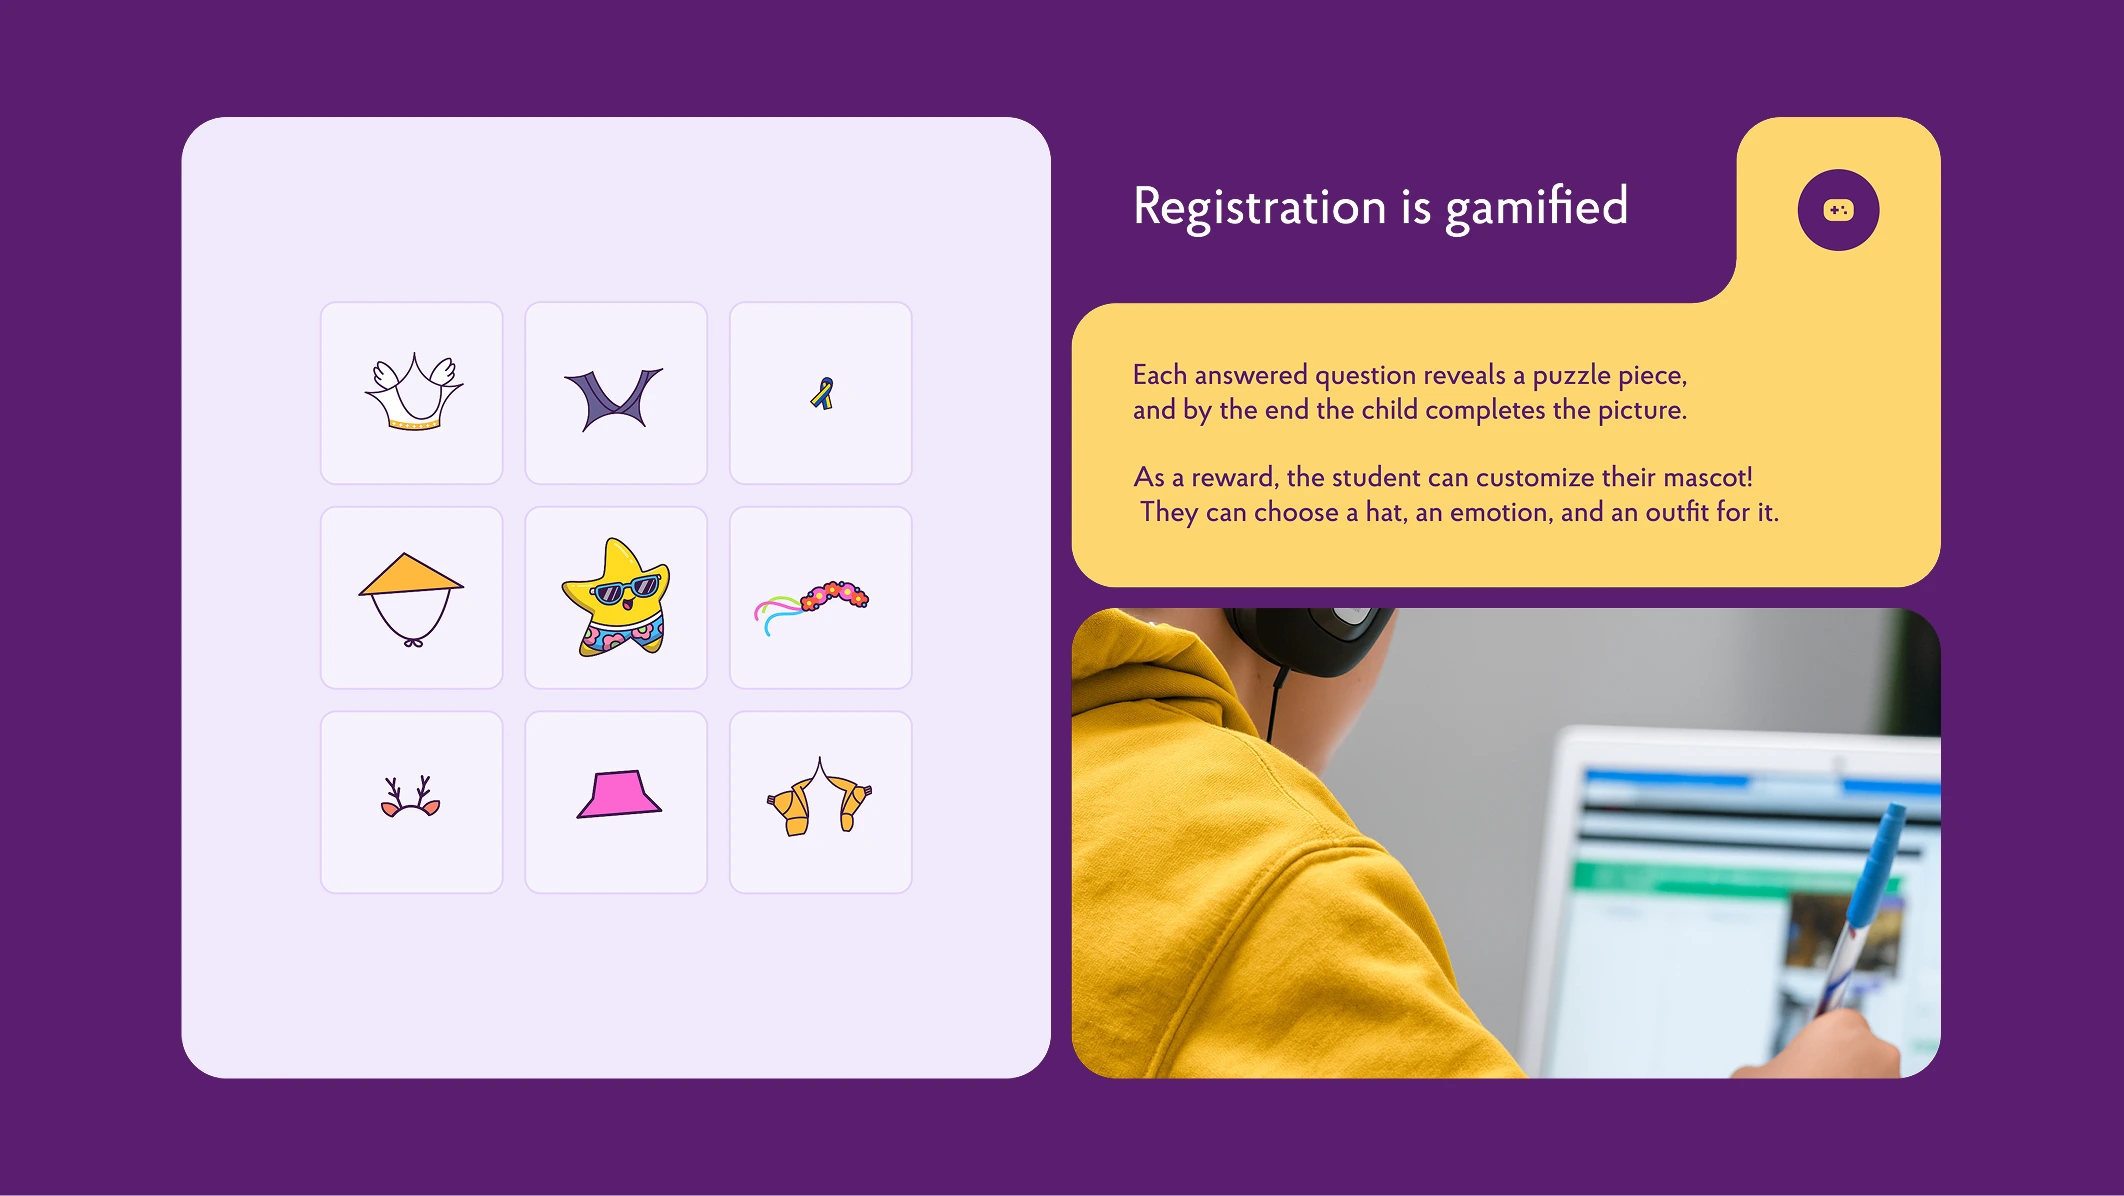 Registration is gamified
Each answered question reveals a puzzle piece,
and by the end the child completes the picture.
As a reward, the student can customize their mascot!
They can choose a hat, an emotion, and an outfit for it.